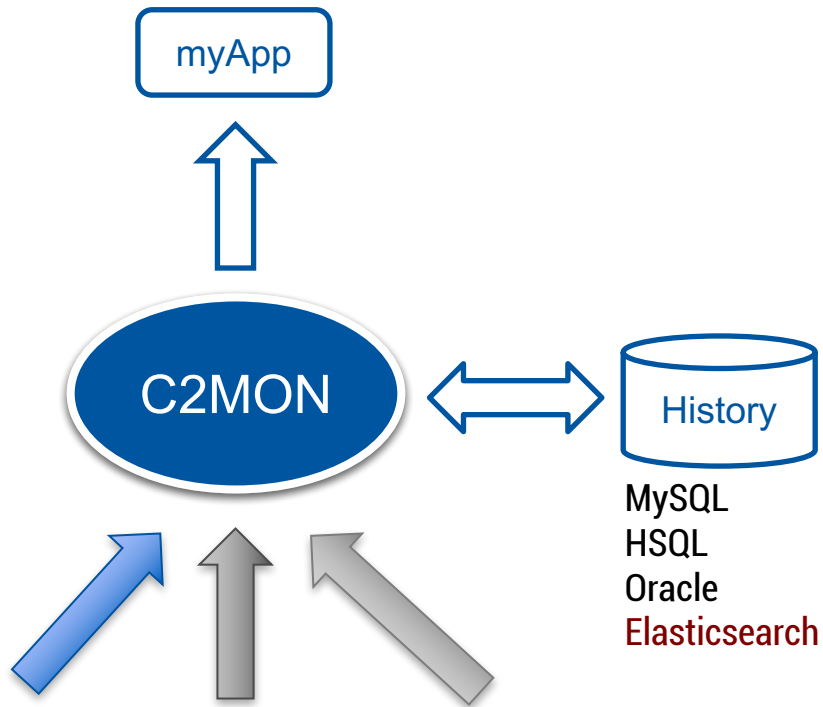 myApp
C2MON
History
MySQL
HSQL
Oracle
Elasticsearch